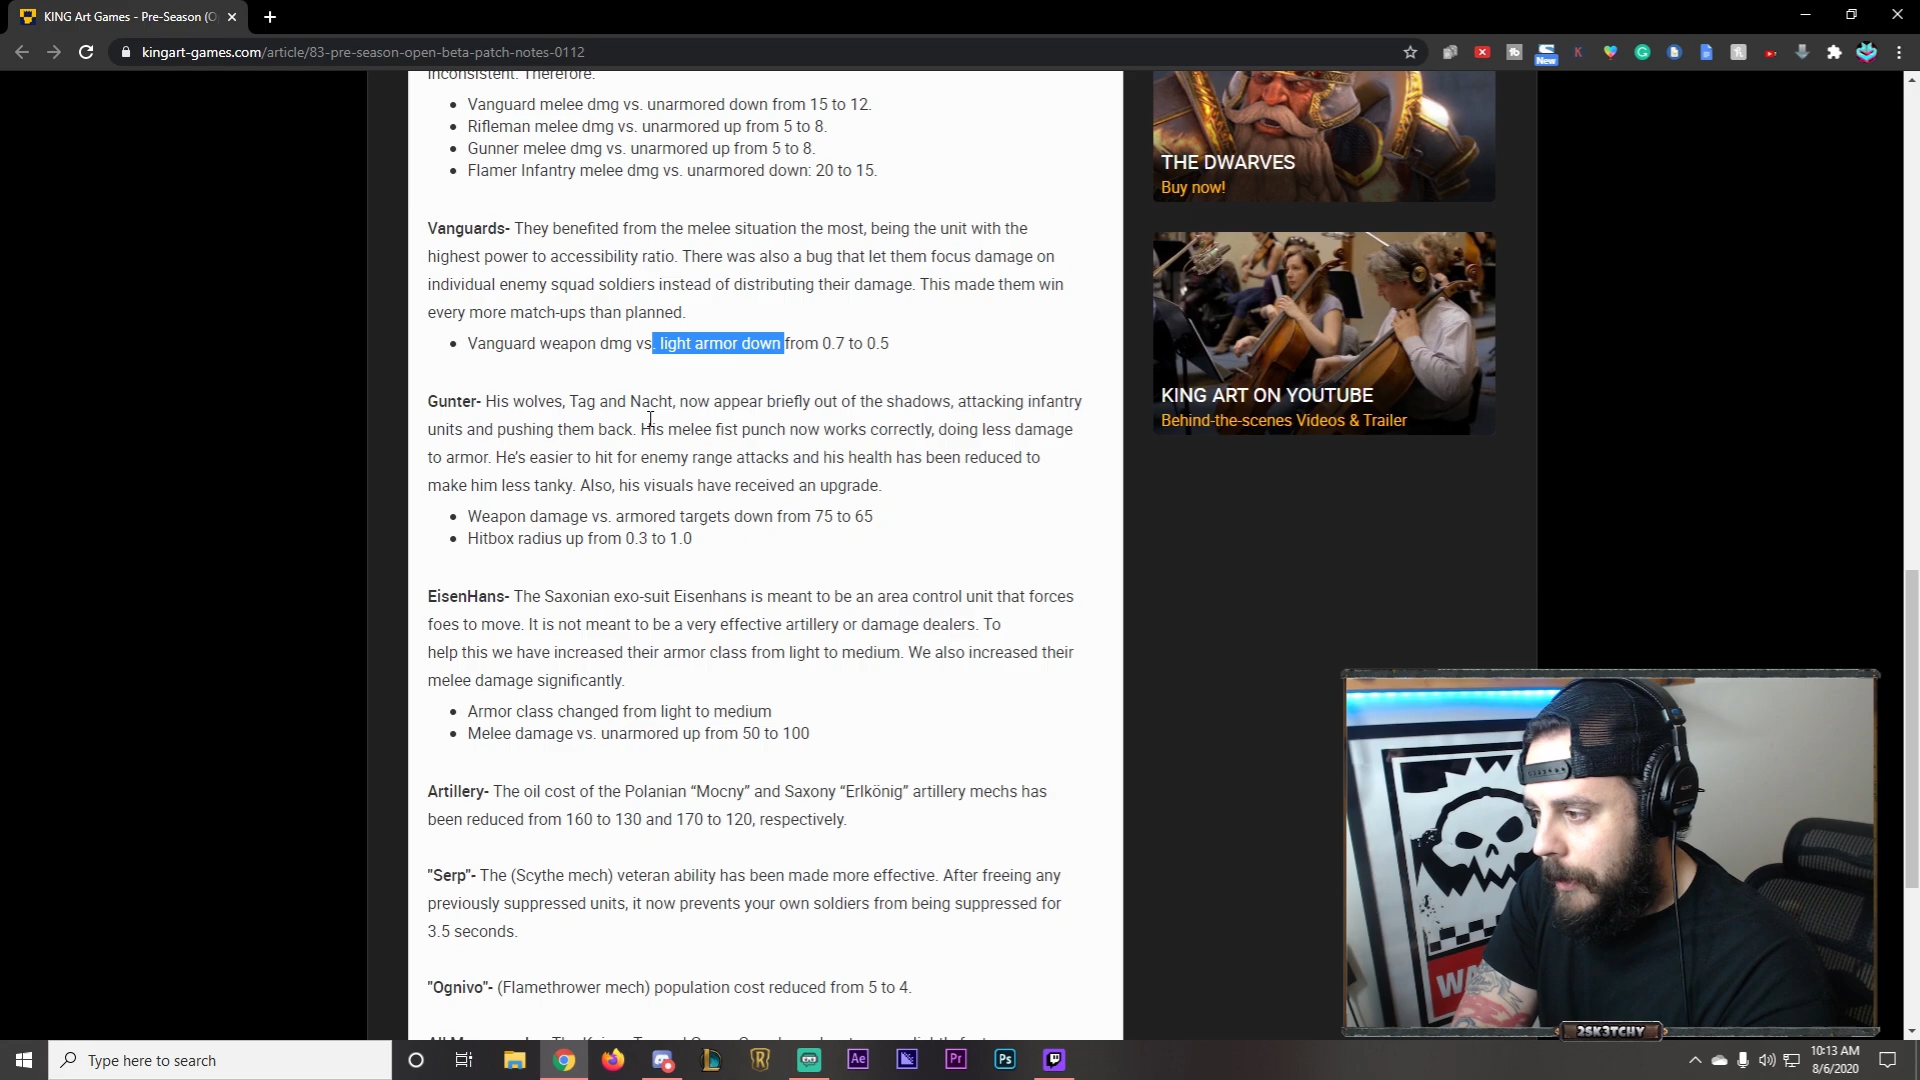 KING Art Games - Pre-Season (O
kingart-games.com/article/83-pre-season-open-beta-patch-notes-0112
New
inconsistent. Therefore.
Vanguard melee dmg vs. unarmored down from 15 to 12.
Rifleman melee dmg vs. unarmored up from 5 to 8.
Gunner melee dmg vs. unarmored up from 5 to 8.
Flamer Infantry melee dmg vs. unarmored down: 20 to 15.
Vanguards- They benefited from the melee situation the most, being the unit with the
highest power to accessibility ratio. There was also a bug that let them focus damage on
individual enemy squad soldiers instead of distributing their damage. This made them win
every more match-ups than planned.
Vanguard weapon dmg vs. light armor down from 0.7 to 0.5
Gunter- His wolves, Tag and Nacht, now appear briefly out of the shadows, attacking infantry
units and pushing them back. His melee fist punch now works correctly, doing less damage
to armor. He's easier to hit for enemy range attacks and his health has been reduced to
make him less tanky. Also, his visuals have received an upgrade.
Weapon damage vs. armored targets down from 75 to 65
Hitbox radius up from 0.3 to 1.0
EisenHans- The Saxonian exo-suit Eisenhans is meant to be an area control unit that forces
foes to move. It is not meant to be a very effective artillery or damage dealers. To
help this we have increased their armor class from light to medium. We also increased their
melee damage significantly.
Armor class changed from light to medium
Melee damage vs. unarmored up from 50 to 100
Artillery- The oil cost of the Polanian “Mocny” and Saxony “Erlkönig” artillery mechs has
been reduced from 160 to 130 and 170 to 120, respectively.
"Serp"- The (Scythe mech) veteran ability has been made more effective. After freeing any
previously suppressed units, it now prevents your own soldiers from being suppressed for
3.5 seconds.
"Ognivo"- (Flamethrower mech) population cost reduced from 5 to 4.
THE DWARVES
Buy now!
KING ART ON YOUTUBE
Behind-the-scenes Videos & Trailer
2SK3TCHY
Type here to search
Ae
Pr
Ps
10:13 AM
8/6/2020